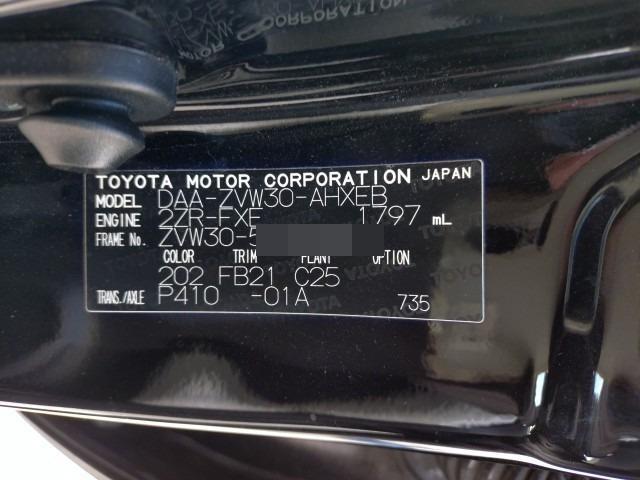 TOYOTA MOTOR CORPORATION JAPAN
MODEL DAA-ZVW30-AHXEB
ENGINE 2ZR-FXE 1797 mL
FRAME No. ZVW30-5
COLOR TRIM PLANT OPTION
202 FB21 C25
TRANS./AXLE P410 -01A 735